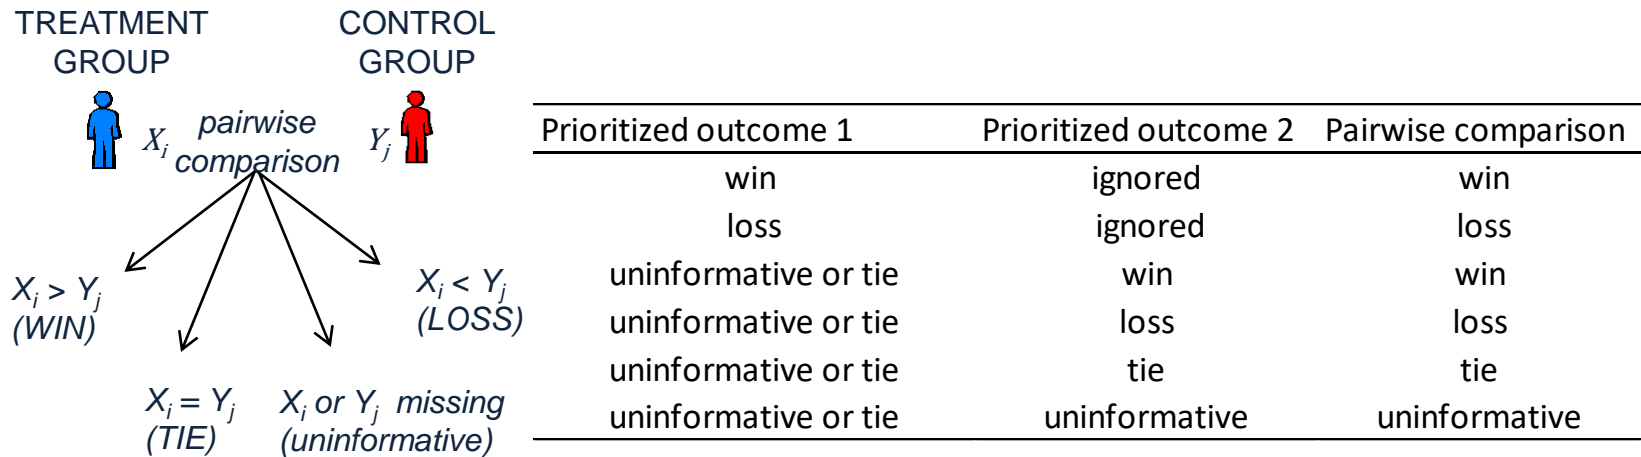 TREATMENT
GROUP
CONTROL
GROUP
Xi
pairwise
comparison
Yj
Xi > Yj
(WIN)
Xi = Yj
(TIE)
Xi or Yj missing
(uninformative)
Xi < Yj
(LOSS)
Prioritized outcome 1 Prioritized outcome 2 Pairwise comparison
win ignored win
loss ignored loss
uninformative or tie win win
uninformative or tie loss loss
uninformative or tie tie tie
uninformative or tie uninformative uninformative